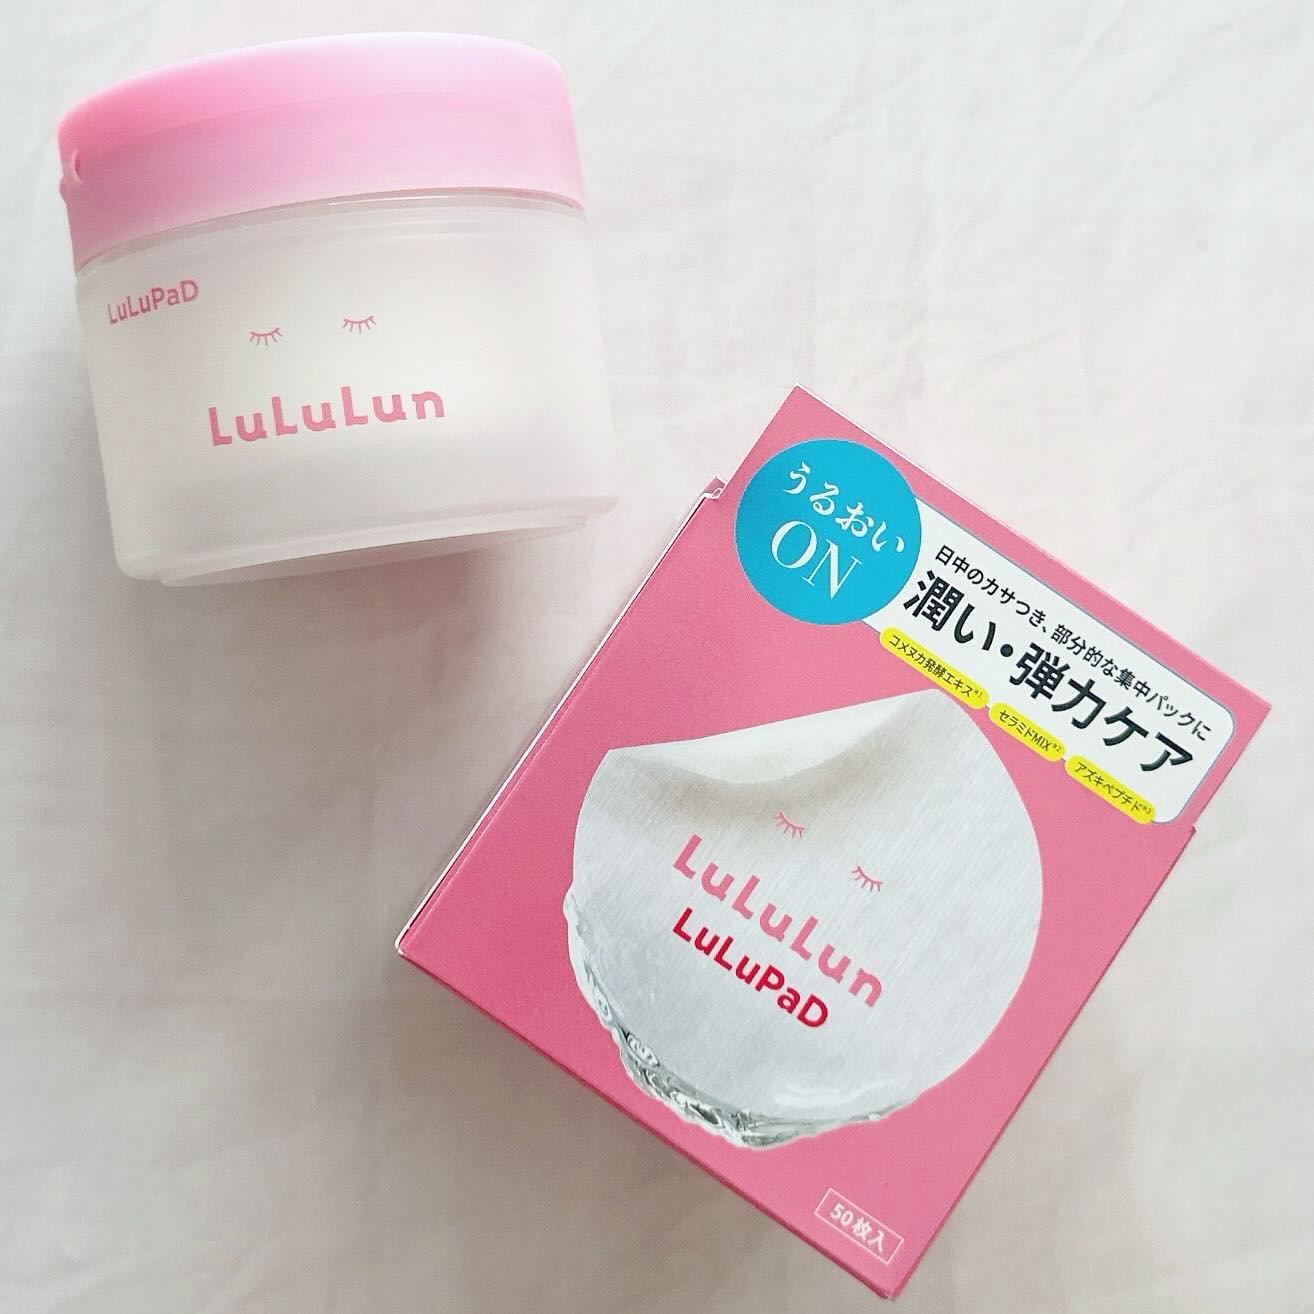 LuLuPaD
LuLuLun
うるおい
ON
日中のカサつき、部分的な集中パックに
潤い・弾力ケア
コメヌカ発酵エキス※1
セラミドMIX※2
アズキペプチド※3
LuLuLun
LuLuPaD
50枚入